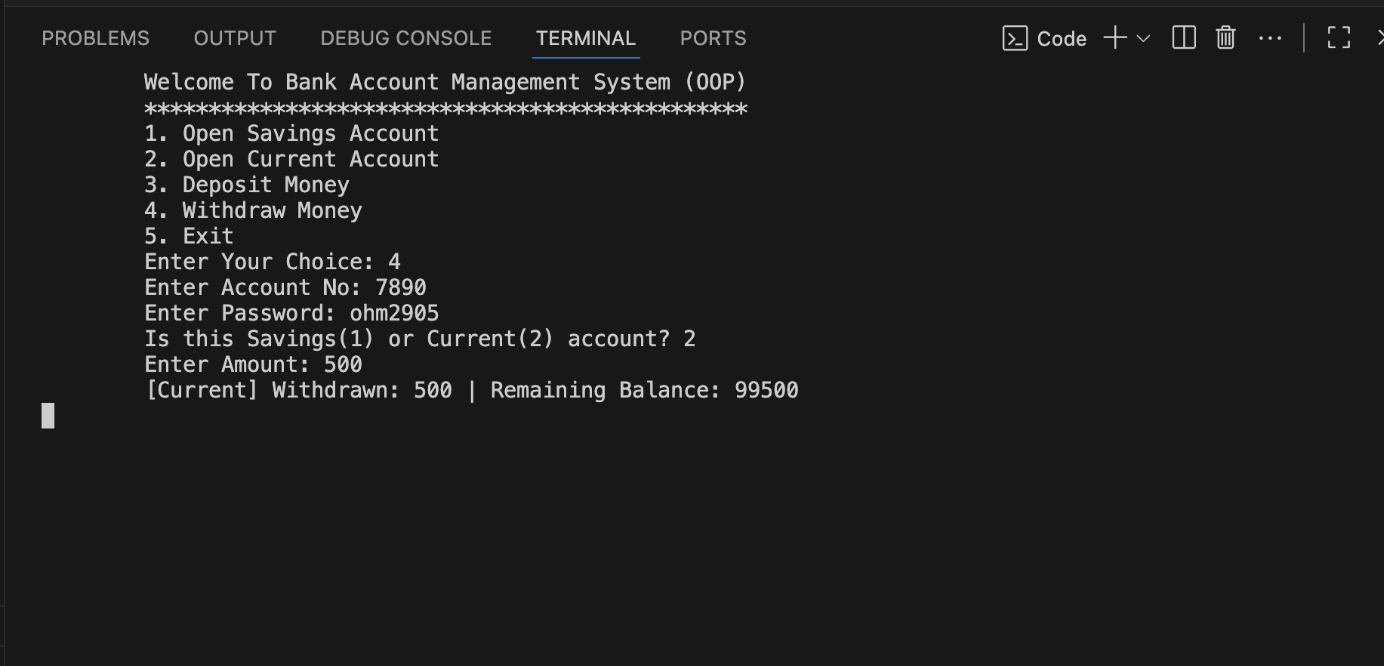 PROBLEMS OUTPUT DEBUG CONSOLE TERMINAL PORTS Code
Welcome To Bank Account Management System (OOP)
***********************************************
1. Open Savings Account
2. Open Current Account
3. Deposit Money
4. Withdraw Money
5. Exit
Enter Your Choice: 4
Enter Account No: 7890
Enter Password: ohm2905
Is this Savings(1) or Current(2) account? 2
Enter Amount: 500
[Current] Withdrawn: 500 | Remaining Balance: 99500